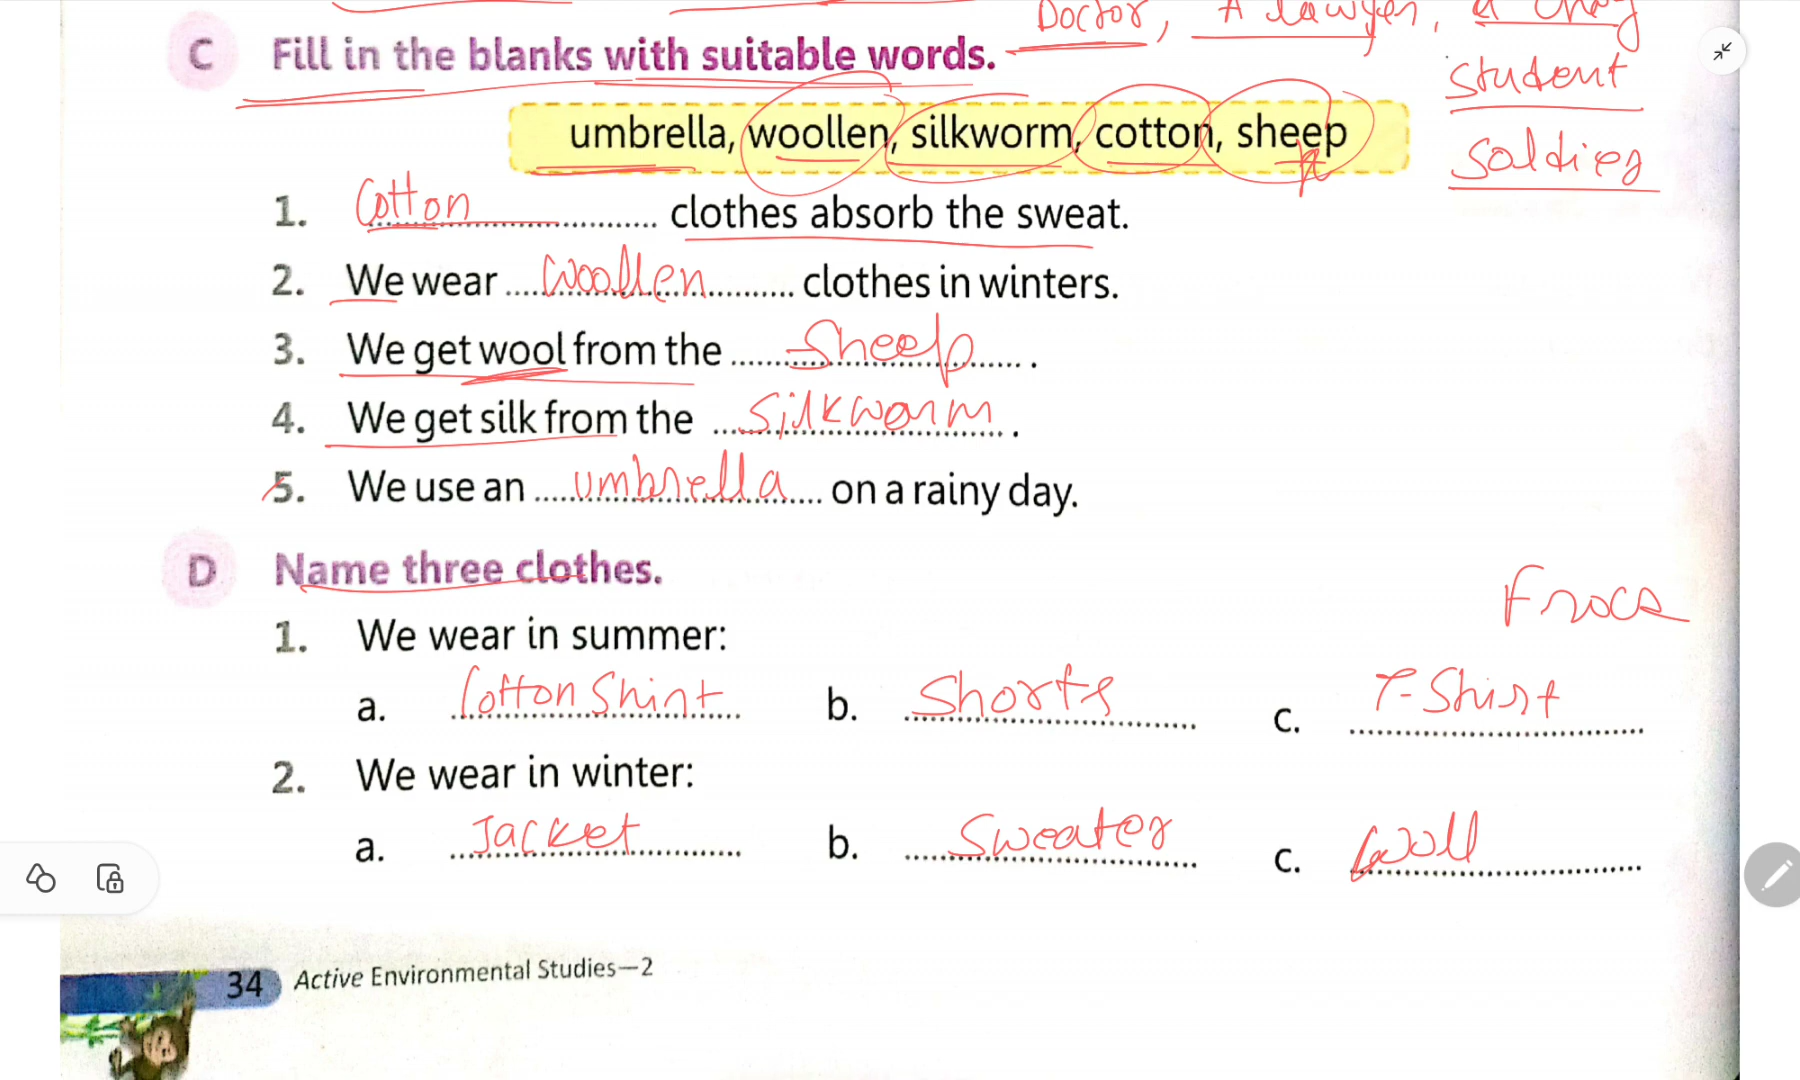 Doctor, A lawyer, a
C Fill in the blanks with suitable words.
student
umbrella, woollen, silkworm, cotton, sheep
Soldier
1. Cotton clothes absorb the sweat.
2. We wear woollen clothes in winters.
3. We get wool from the Sheep.
4. We get silk from the Silkworm.
5. We use an umbrella on a rainy day.
D Name three clothes.
1. We wear in summer:
a. Cotton Shirt b. Shorts c. T-Shirt
2. We wear in winter:
a. Jacket b. Sweater c. Woll
34 Active Environmental Studies—2